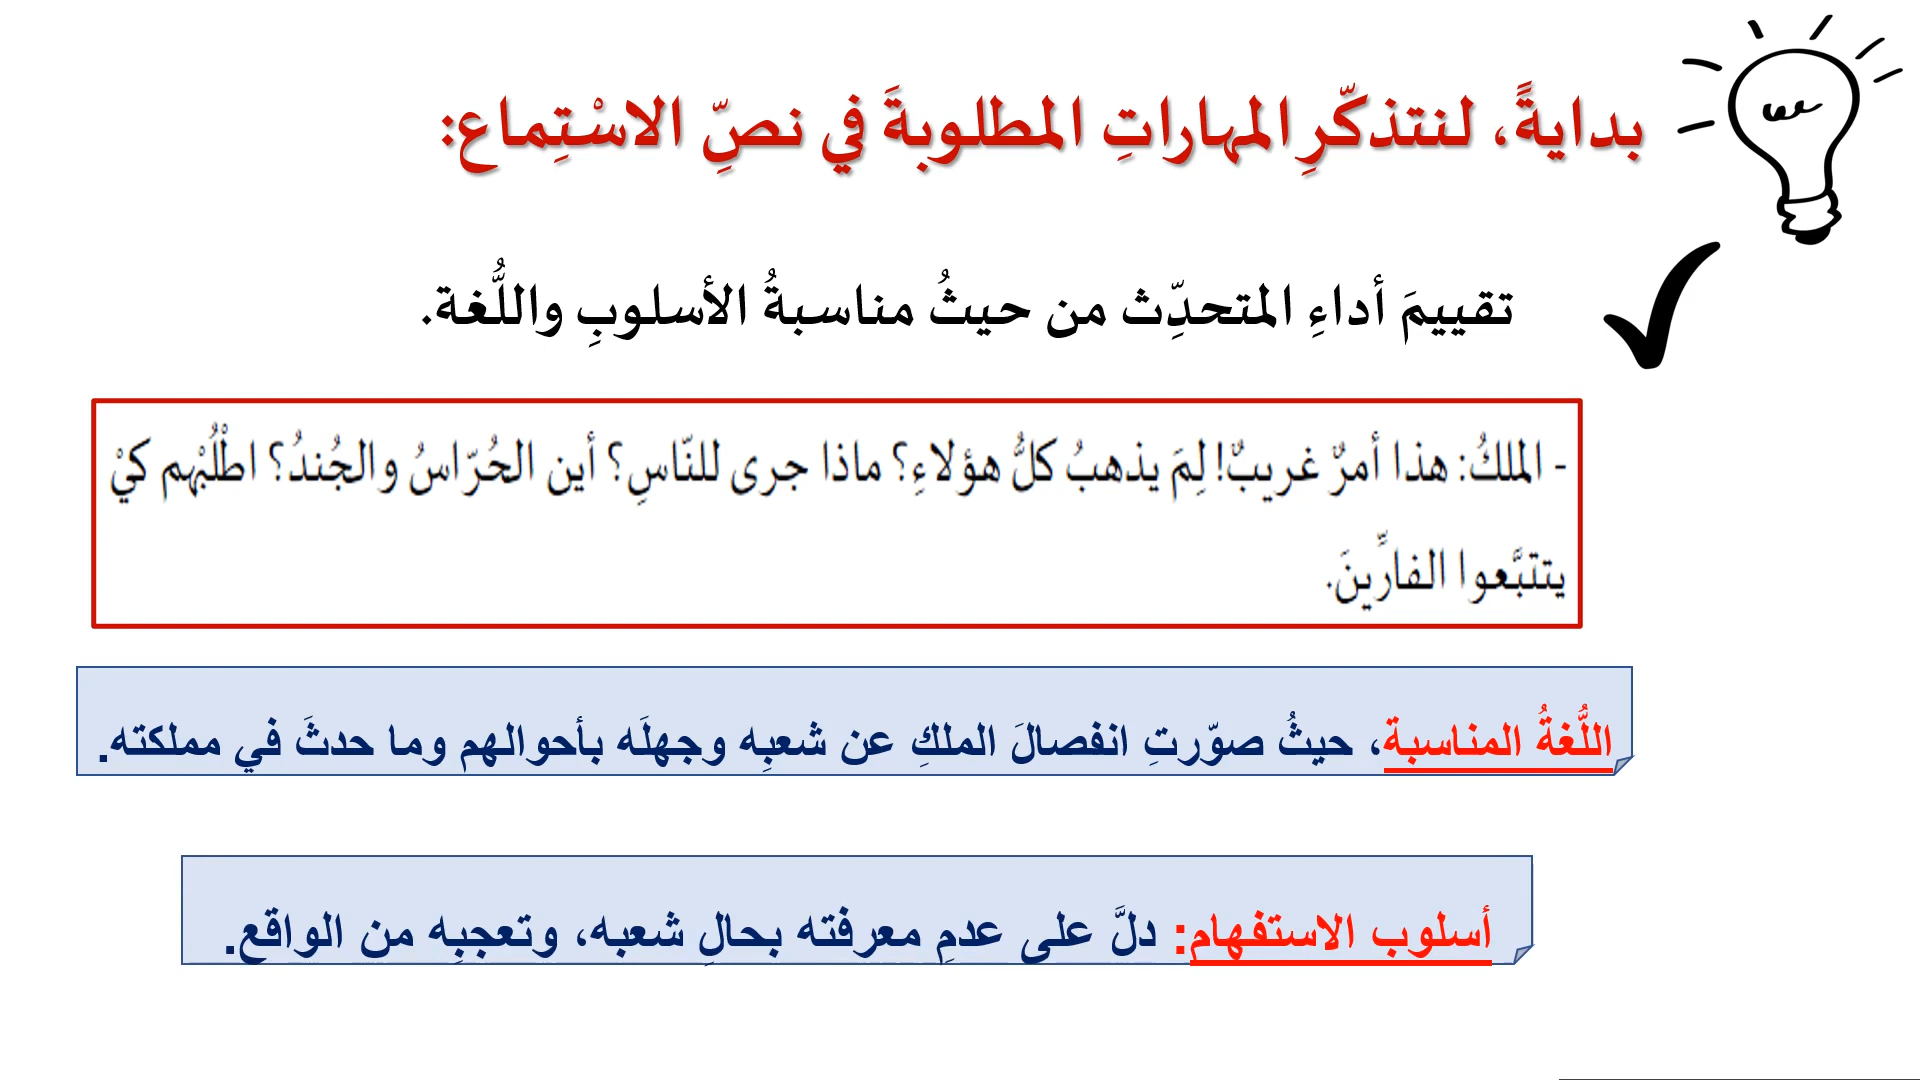 بدايةً، لنتذكّرِ المهاراتِ المطلوبةَ في نصِّ الاسْتِماع:
تقييمَ أداءِ المتحدِّث من حيثُ مناسبةُ الأسلوبِ واللُّغة.
- الملكُ: هذا أمرٌ غريبٌ! لِمَ يذهبُ كلُّ هؤلاءِ؟ ماذا جرى للنّاسِ؟ أين الحُرّاسُ والجُندُ؟ اطْلُبْهم كيْ
يتتبَّعوا الفارِّينَ.
اللُّغةُ المناسبة، حيثُ صوّرتِ انفصالَ الملكِ عن شعبِه وجهلَه بأحوالهم وما حدثَ في مملكته.
أسلوب الاستفهام: دلَّ على عدمِ معرفته بحالِ شعبه، وتعجبِه من الواقع.